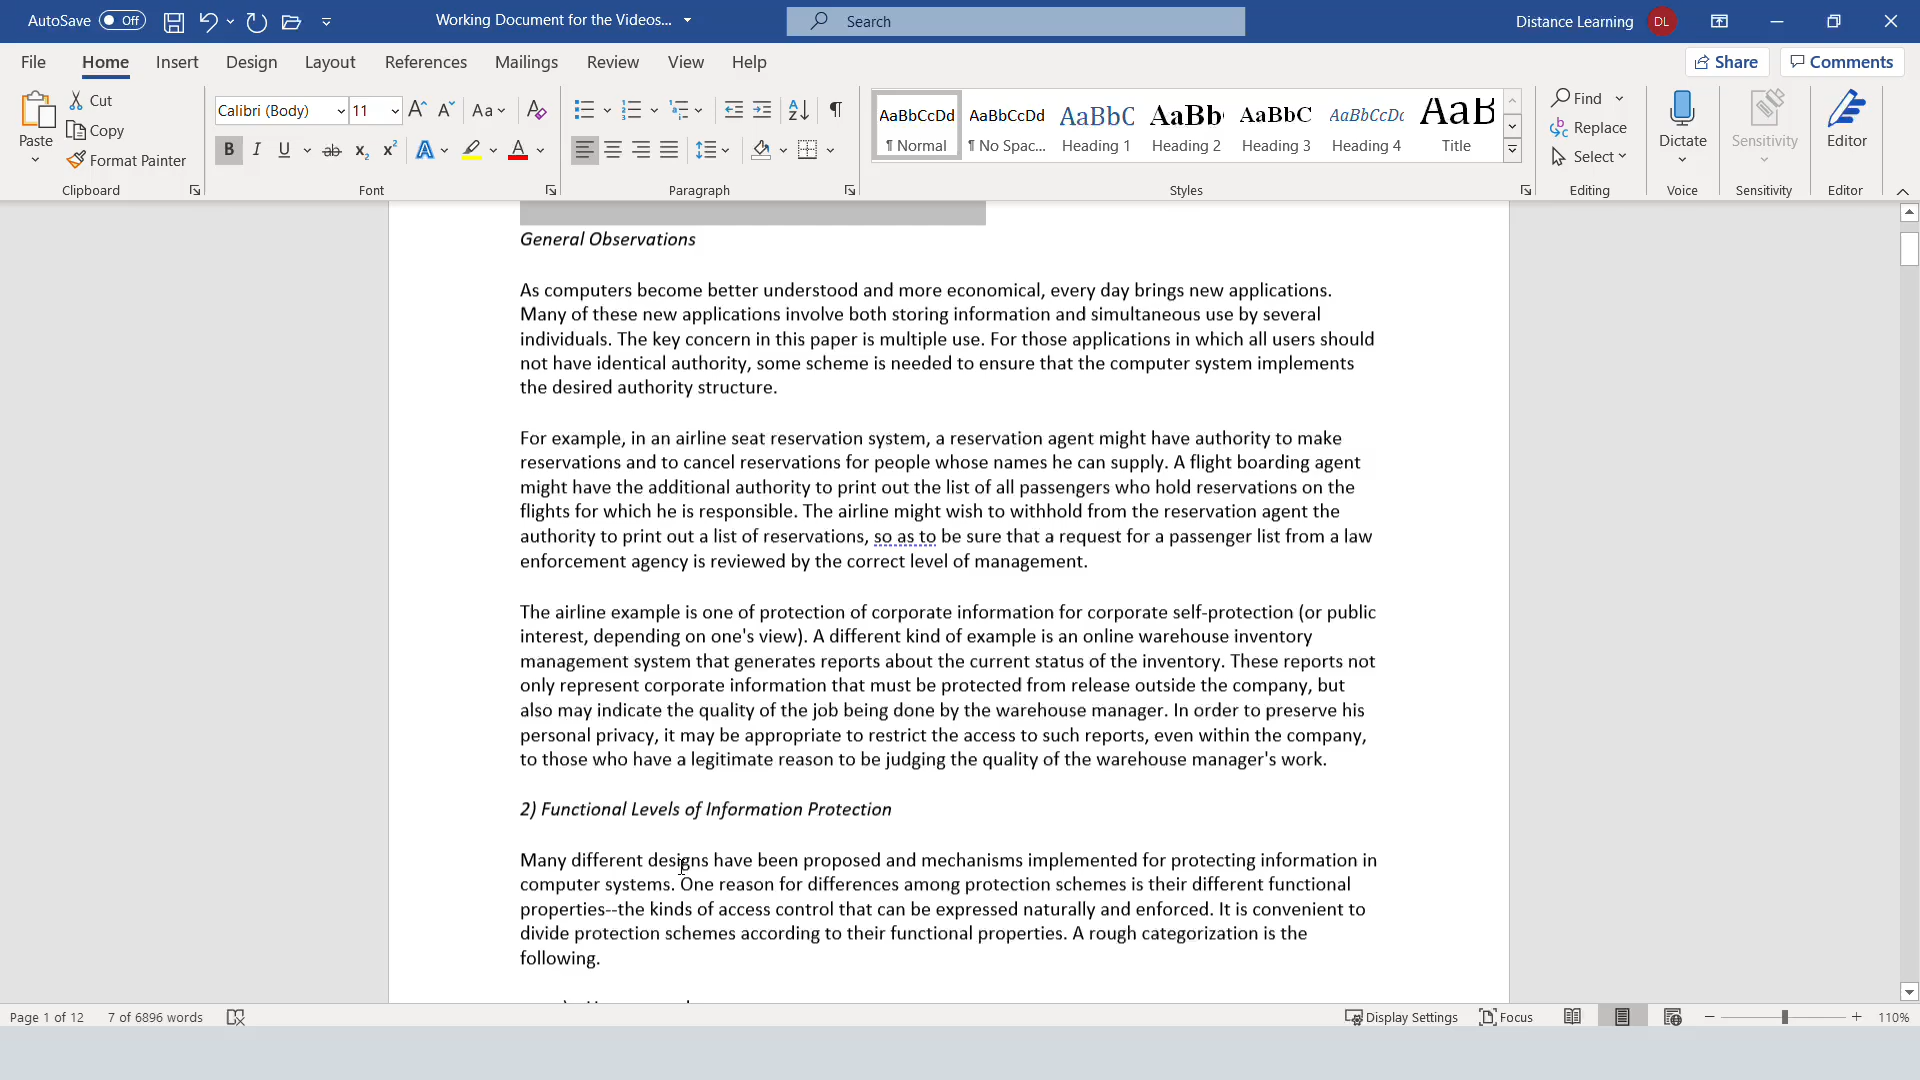 AutoSave Off Working Document for the Videos... Search Distance Learning DL
File Home Insert Design Layout References Mailings Review View Help Share Comments
Paste Cut Copy Format Painter Clipboard
Calibri (Body) 11 Aa B I U ab x₂ x² A A Font
Paragraph
AaBbCcDd ¶ Normal
AaBbCcDd ¶ No Spac...
AaBbC Heading 1
AaBb Heading 2
AaBbC Heading 3
AaBbCcDc Heading 4
AaB Title
Styles
Find Replace Select Editing
Dictate Voice
Sensitivity Sensitivity
Editor Editor
General Observations
As computers become better understood and more economical, every day brings new applications.
Many of these new applications involve both storing information and simultaneous use by several
individuals. The key concern in this paper is multiple use. For those applications in which all users should
not have identical authority, some scheme is needed to ensure that the computer system implements
the desired authority structure.
For example, in an airline seat reservation system, a reservation agent might have authority to make
reservations and to cancel reservations for people whose names he can supply. A flight boarding agent
might have the additional authority to print out the list of all passengers who hold reservations on the
flights for which he is responsible. The airline might wish to withhold from the reservation agent the
authority to print out a list of reservations, so as to be sure that a request for a passenger list from a law
enforcement agency is reviewed by the correct level of management.
The airline example is one of protection of corporate information for corporate self-protection (or public
interest, depending on one's view). A different kind of example is an online warehouse inventory
management system that generates reports about the current status of the inventory. These reports not
only represent corporate information that must be protected from release outside the company, but
also may indicate the quality of the job being done by the warehouse manager. In order to preserve his
personal privacy, it may be appropriate to restrict the access to such reports, even within the company,
to those who have a legitimate reason to be judging the quality of the warehouse manager's work.
2) Functional Levels of Information Protection
Many different designs have been proposed and mechanisms implemented for protecting information in
computer systems. One reason for differences among protection schemes is their different functional
properties--the kinds of access control that can be expressed naturally and enforced. It is convenient to
divide protection schemes according to their functional properties. A rough categorization is the
following.
Page 1 of 12 7 of 6896 words Display Settings Focus 110%